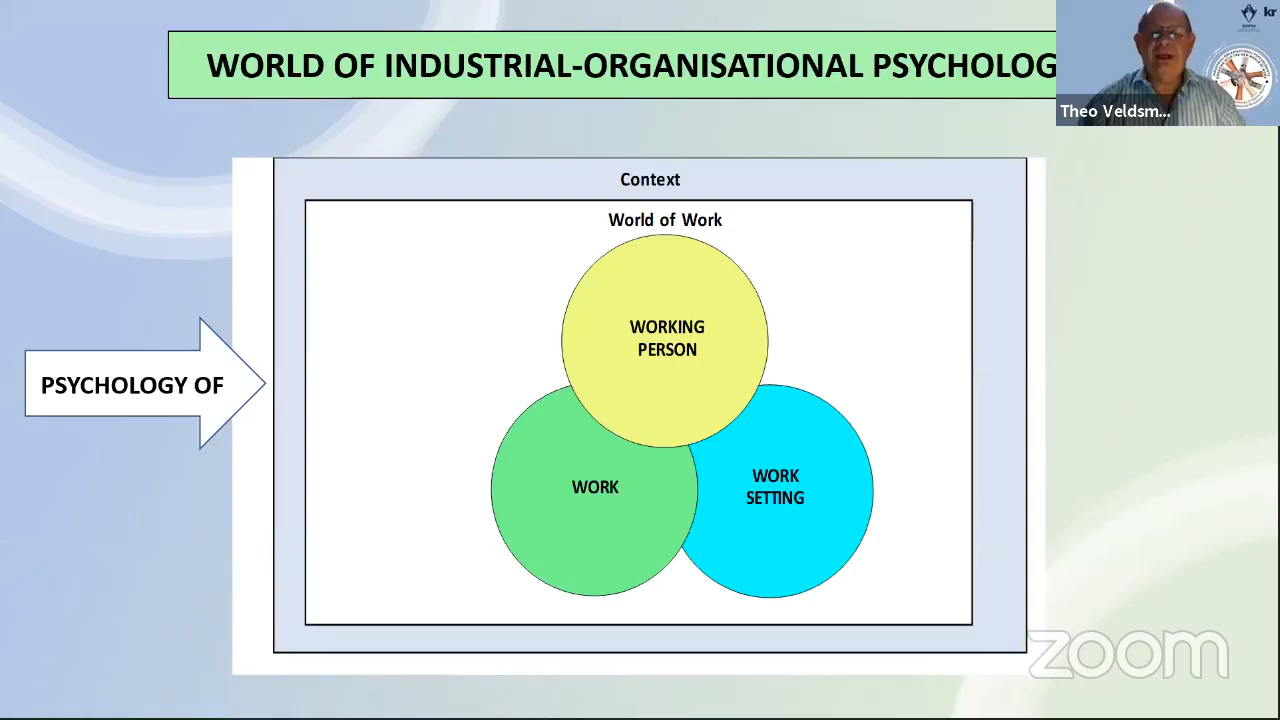 WORLD OF INDUSTRIAL-ORGANISATIONAL PSYCHOLOG
kr
Theo Veldsm...
Context
World of Work
WORKING
PERSON
PSYCHOLOGY OF
WORK
WORK
SETTING
zoom